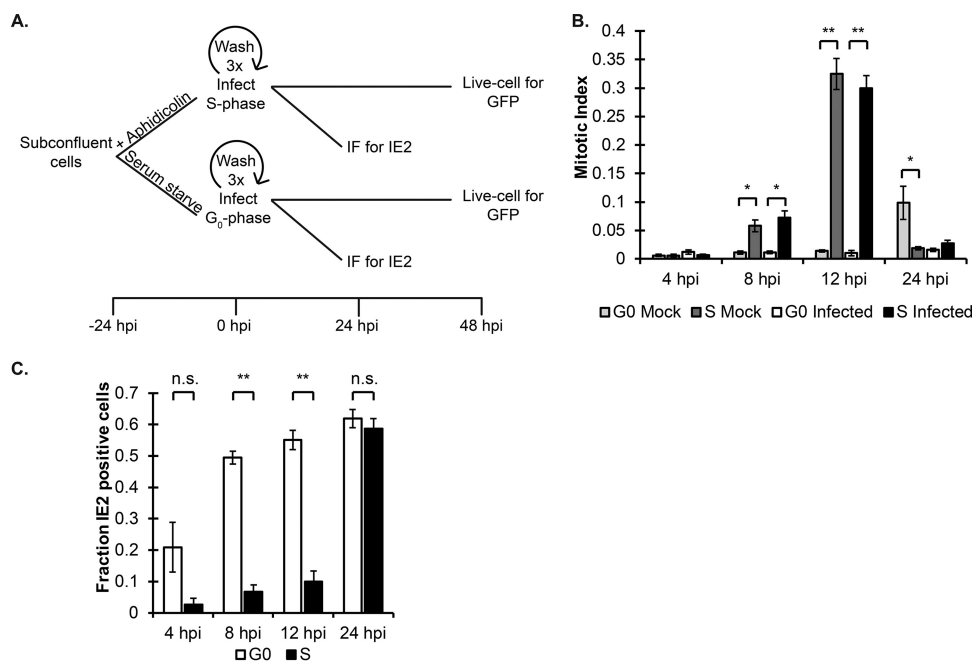 A.
Wash
3x
Infect
S-phase
Live-cell for
GFP
+ Aphidicolin
Subconfluent
cells
IF for IE2
Serum starve
Wash
3x
Infect
G0-phase
Live-cell for
GFP
IF for IE2
-24 hpi 0 hpi 24 hpi 48 hpi
B.
Mitotic Index
0.4
0.35
0.3
0.25
0.2
0.15
0.1
0.05
0
* * ** ** *
4 hpi 8 hpi 12 hpi 24 hpi
G0 Mock S Mock G0 Infected S Infected
C.
Fraction IE2 positive cells
n.s. ** ** n.s.
0.7
0.6
0.5
0.4
0.3
0.2
0.1
0
4 hpi 8 hpi 12 hpi 24 hpi
G0 S